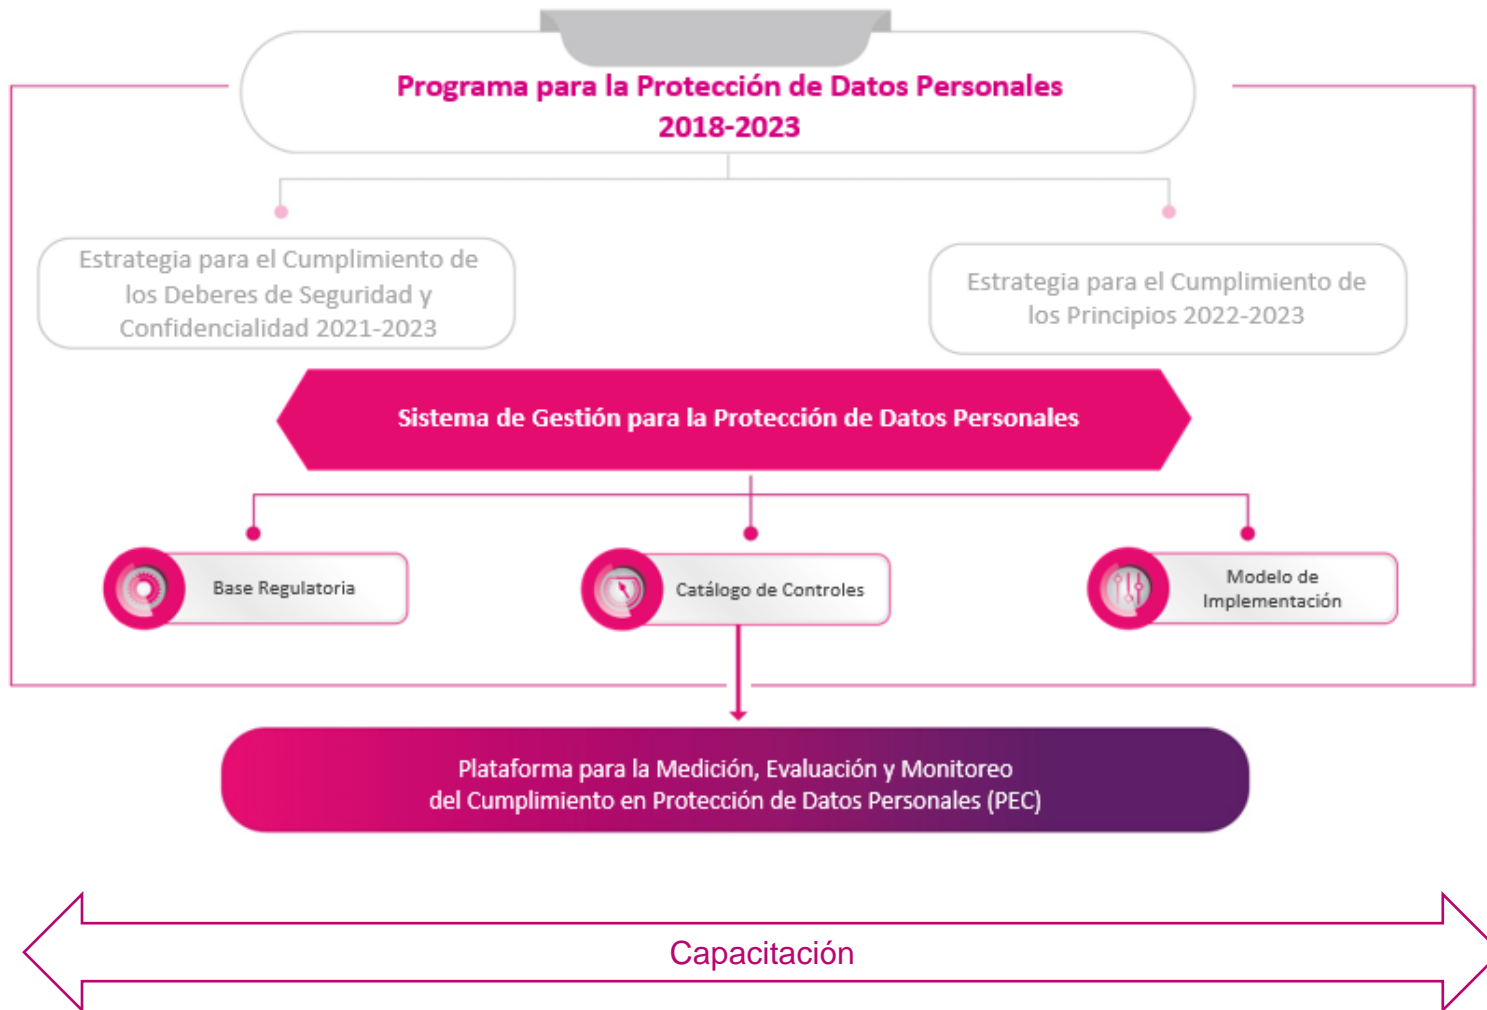 Programa para la Protección de Datos Personales
2018-2023
Estrategia para el Cumplimiento de
los Deberes de Seguridad y
Confidencialidad 2021-2023
Estrategia para el Cumplimiento de
los Principios 2022-2023
Sistema de Gestión para la Protección de Datos Personales
Base Regulatoria
Catálogo de Controles
Modelo de
Implementación
Plataforma para la Medición, Evaluación y Monitoreo
del Cumplimiento en Protección de Datos Personales (PEC)
Capacitación